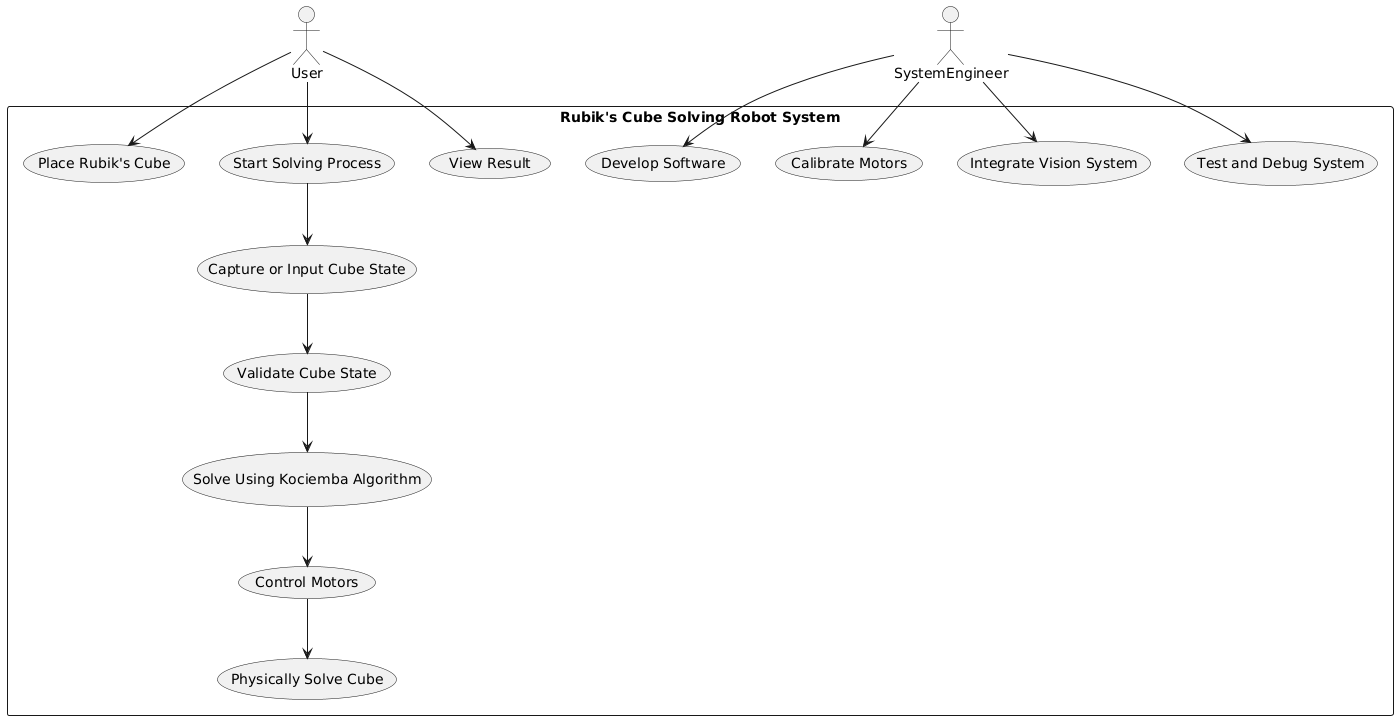 User
SystemEngineer
Rubik's Cube Solving Robot System
Place Rubik's Cube
Start Solving Process
View Result
Develop Software
Calibrate Motors
Integrate Vision System
Test and Debug System
Capture or Input Cube State
Validate Cube State
Solve Using Kociemba Algorithm
Control Motors
Physically Solve Cube